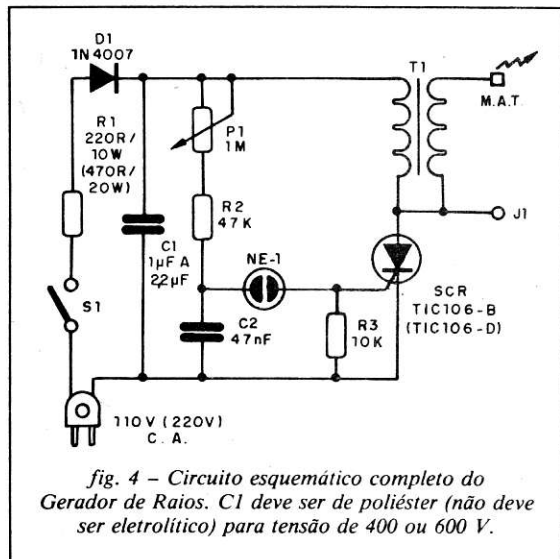 D1
1N4007
R1
220R/
10W
(470R/
20W)
S1
C1
1µF A
2,2µF
P1
1M
R2
47K
NE-1
C2
47nF
R3
10K
T1
M.A.T.
J1
SCR
TIC106-B
(TIC106-D)
110V (220V)
C. A.
fig. 4 – Circuito esquemático completo do
Gerador de Raios. C1 deve ser de poliéster (não deve
ser eletrolítico) para tensão de 400 ou 600 V.